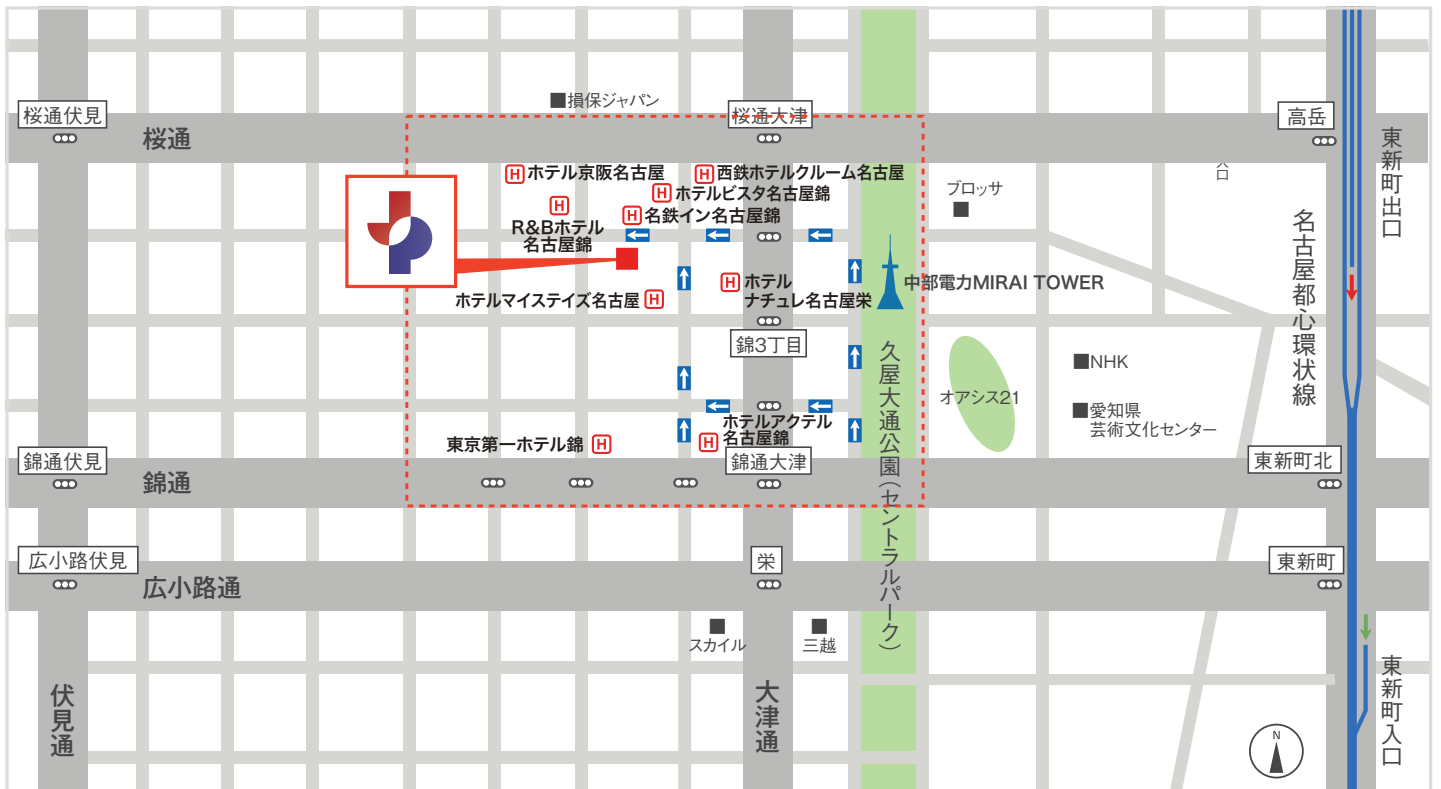 損保ジャパン
桜通伏見
桜通大津
高岳
桜通
東新町出口
ホテル京阪名古屋
西鉄ホテルクルーム名古屋
ホテルビスタ名古屋錦
名鉄イン名古屋錦
R&Bホテル
名古屋錦
ブロッサ
名古屋都心環状線
ホテルマイステイズ名古屋
ホテル
ナチュレ名古屋栄
中部電力MIRAI TOWER
錦3丁目
久屋大通公園(セントラルパーク)
オアシス21
NHK
愛知県
芸術文化センター
東京第一ホテル錦
ホテルアクテル
名古屋錦
錦通伏見
錦通大津
東新町北
錦通
広小路伏見
栄
東新町
広小路通
スカイル
三越
伏見通
大津通
東新町入口
N